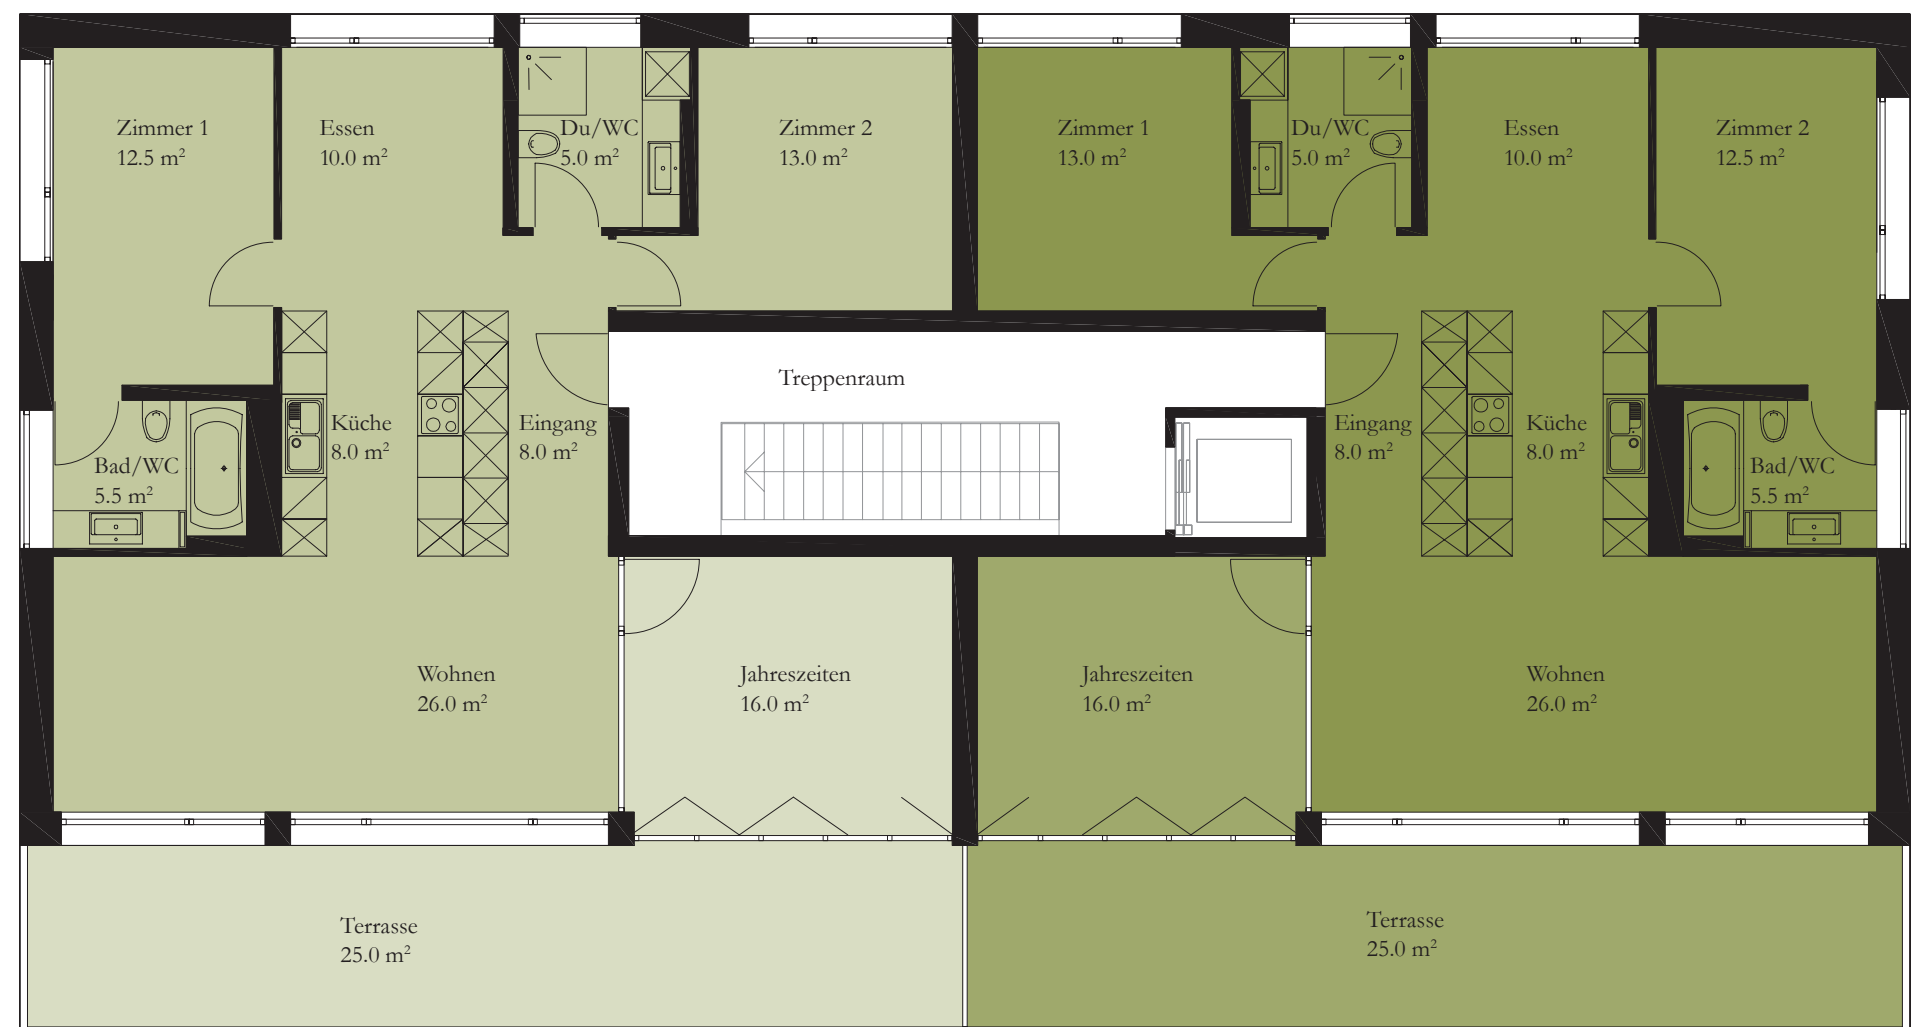 Zimmer 1
12.5 m²
Essen
10.0 m²
Du/WC
5.0 m²
Zimmer 2
13.0 m²
Zimmer 1
13.0 m²
Du/WC
5.0 m²
Essen
10.0 m²
Zimmer 2
12.5 m²
Treppenraum
Küche
8.0 m²
Eingang
8.0 m²
Eingang
8.0 m²
Küche
8.0 m²
Bad/WC
5.5 m²
Bad/WC
5.5 m²
Wohnen
26.0 m²
Jahreszeiten
16.0 m²
Jahreszeiten
16.0 m²
Wohnen
26.0 m²
Terrasse
25.0 m²
Terrasse
25.0 m²